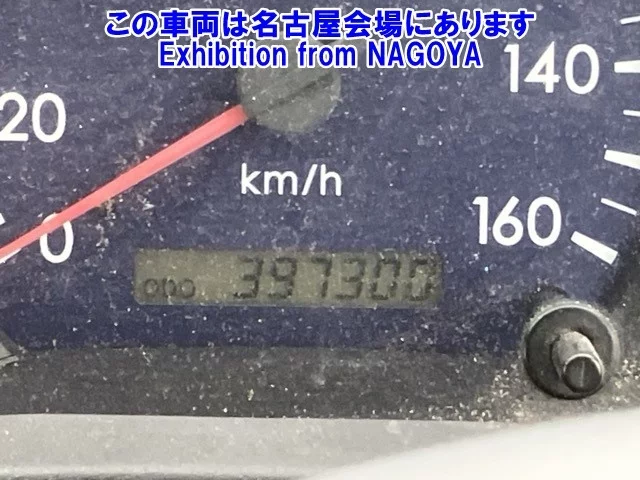 この車両は名古屋会場にあります
Exhibition from NAGOYA
140
20
km/h
160
0
ODO 397300